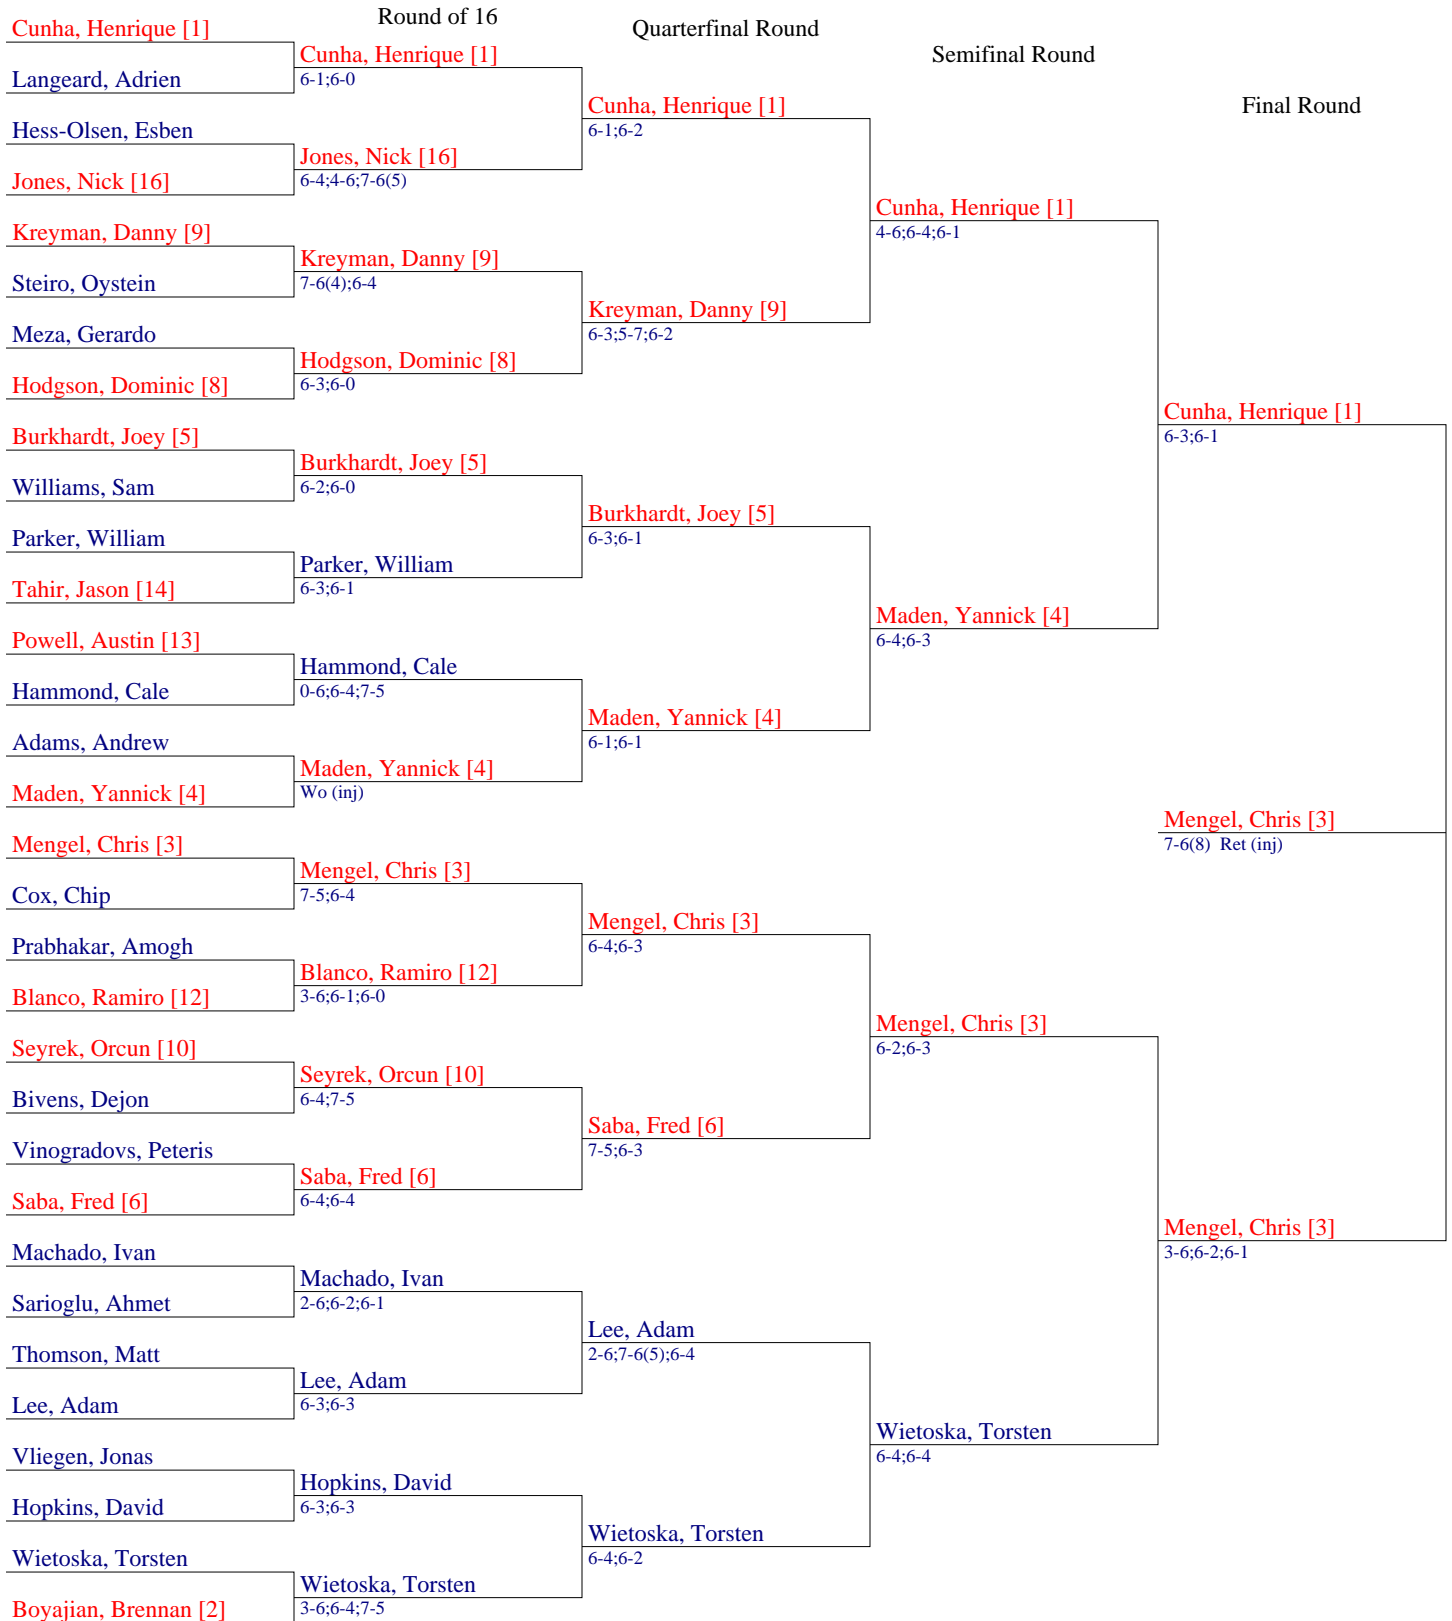 Round of 16
Quarterfinal Round
Semifinal Round
Final Round
Cunha, Henrique [1]
Langeard, Adrien
Hess-Olsen, Esben
Jones, Nick [16]
Kreyman, Danny [9]
Steiro, Oystein
Meza, Gerardo
Hodgson, Dominic [8]
Burkhardt, Joey [5]
Williams, Sam
Parker, William
Tahir, Jason [14]
Powell, Austin [13]
Hammond, Cale
Adams, Andrew
Maden, Yannick [4]
Mengel, Chris [3]
Cox, Chip
Prabhakar, Amogh
Blanco, Ramiro [12]
Seyrek, Orcun [10]
Bivens, Dejon
Vinogradovs, Peteris
Saba, Fred [6]
Machado, Ivan
Sarioglu, Ahmet
Thomson, Matt
Lee, Adam
Vliegen, Jonas
Hopkins, David
Wietoska, Torsten
Boyajian, Brennan [2]
Cunha, Henrique [1]
6-1;6-0
Jones, Nick [16]
6-4;4-6;7-6(5)
Kreyman, Danny [9]
7-6(4);6-4
Hodgson, Dominic [8]
6-3;6-0
Burkhardt, Joey [5]
6-2;6-0
Parker, William
6-3;6-1
Hammond, Cale
0-6;6-4;7-5
Maden, Yannick [4]
Wo (inj)
Mengel, Chris [3]
7-5;6-4
Blanco, Ramiro [12]
3-6;6-1;6-0
Seyrek, Orcun [10]
6-4;7-5
Saba, Fred [6]
6-4;6-4
Machado, Ivan
2-6;6-2;6-1
Lee, Adam
6-3;6-3
Hopkins, David
6-3;6-3
Wietoska, Torsten
3-6;6-4;7-5
Cunha, Henrique [1]
6-1;6-2
Kreyman, Danny [9]
6-3;5-7;6-2
Burkhardt, Joey [5]
6-3;6-1
Maden, Yannick [4]
6-1;6-1
Mengel, Chris [3]
6-4;6-3
Saba, Fred [6]
7-5;6-3
Lee, Adam
2-6;7-6(5);6-4
Wietoska, Torsten
6-4;6-2
Cunha, Henrique [1]
4-6;6-4;6-1
Maden, Yannick [4]
6-4;6-3
Mengel, Chris [3]
6-2;6-3
Wietoska, Torsten
6-4;6-4
Cunha, Henrique [1]
6-3;6-1
Mengel, Chris [3]
7-6(8) Ret (inj)
Mengel, Chris [3]
3-6;6-2;6-1